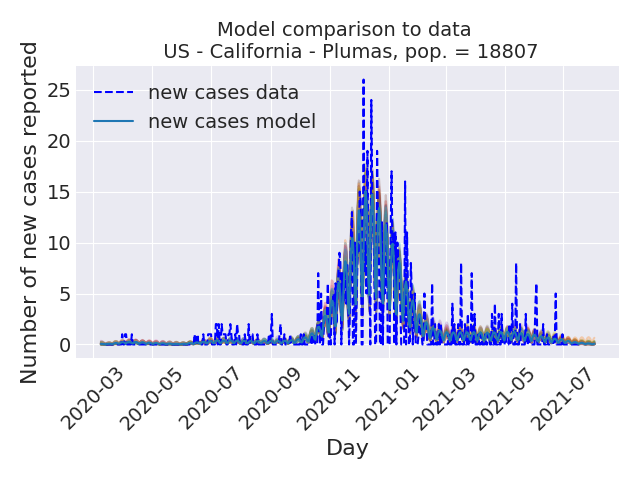 Model comparison to data
US - California - Plumas, pop. = 18807
Number of new cases reported
25
20
15
10
5
0
new cases data
new cases model
2020-03
2020-05
2020-07
2020-09
2020-11
2021-01
2021-03
2021-05
2021-07
Day